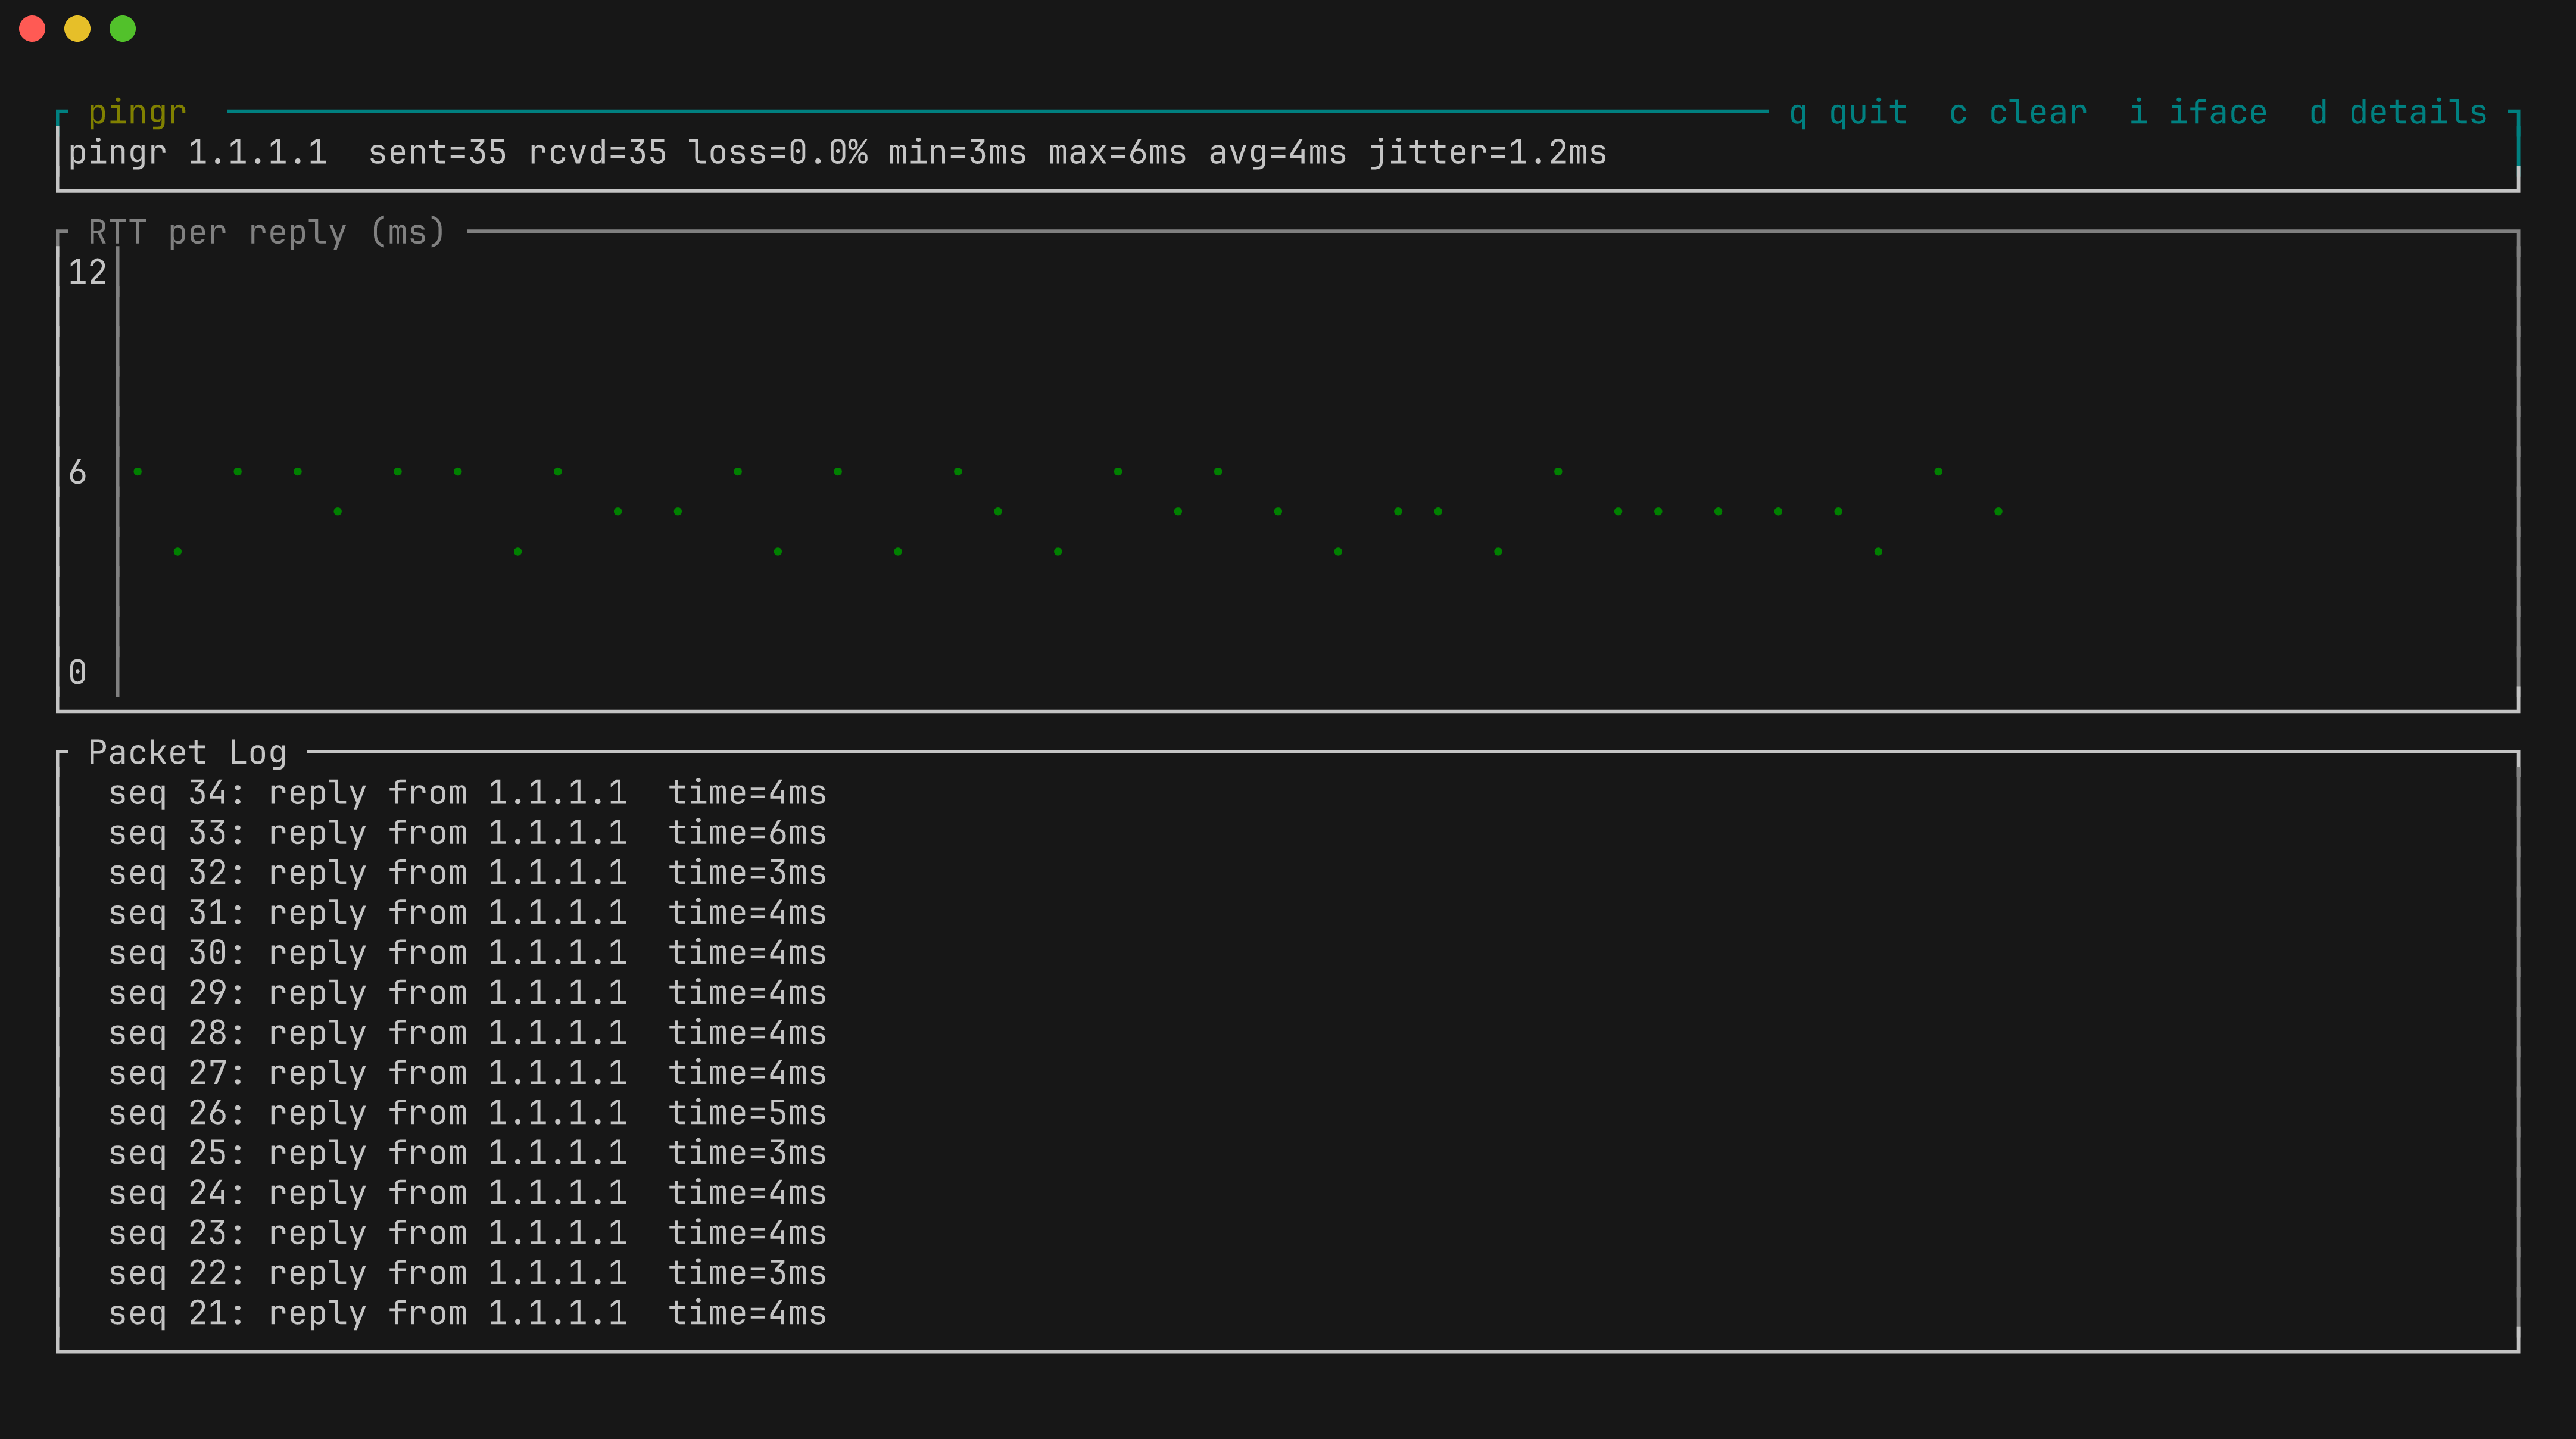 pingr q quit c clear i iface d details
pingr 1.1.1.1 sent=35 rcvd=35 loss=0.0% min=3ms max=6ms avg=4ms jitter=1.2ms
RTT per reply (ms)
12
6
0
Packet Log
seq 34: reply from 1.1.1.1 time=4ms
seq 33: reply from 1.1.1.1 time=6ms
seq 32: reply from 1.1.1.1 time=3ms
seq 31: reply from 1.1.1.1 time=4ms
seq 30: reply from 1.1.1.1 time=4ms
seq 29: reply from 1.1.1.1 time=4ms
seq 28: reply from 1.1.1.1 time=4ms
seq 27: reply from 1.1.1.1 time=4ms
seq 26: reply from 1.1.1.1 time=5ms
seq 25: reply from 1.1.1.1 time=3ms
seq 24: reply from 1.1.1.1 time=4ms
seq 23: reply from 1.1.1.1 time=4ms
seq 22: reply from 1.1.1.1 time=3ms
seq 21: reply from 1.1.1.1 time=4ms